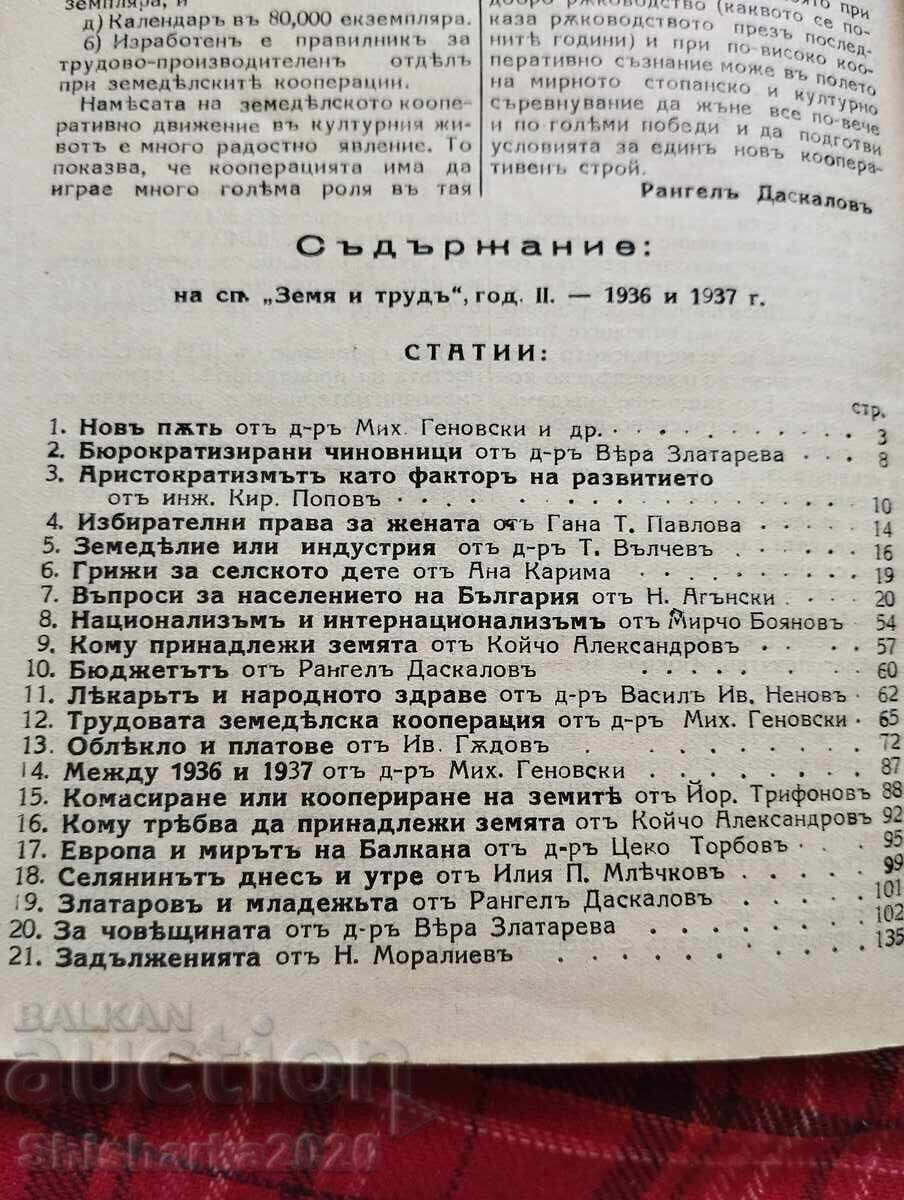 земпляра, и
д) Календаръ въ 80,000 екземпляра.
б) Изработенъ е правилникъ за
трудово-производителенъ отдѣлъ
при земедѣлскитѣ кооперации.
Намѣсата на земедѣлското коопе-
ративно движение въ културния жи-
вотъ е много радостно явление. То
показва, че кооперацията има да
играе много голѣма роля въ тая
при
добро рѫководство (каквото се по-
каза рѫководството презъ послед-
нитѣ години) и при по-високо коо-
перативно съзнание може въ полето
на мирното стопанско и културно
съревнувание да жъне все по-вече
и по голѣми победи и да подготви
условията за единъ новъ коопера-
тивенъ строй.
Рангелъ Даскаловъ
Съдържание:
на сп. „Земя и трудъ“, год. II. — 1936 и 1937 г.
СТАТИИ:
стр.
1. Новъ пѫть отъ д-ръ Мих. Геновски и др. 3
2. Бюрократизирани чиновници отъ д-ръ Вѣра Златарева 8
3. Аристократизмътъ като факторъ на развитието
отъ инж. Кир. Поповъ 10
4. Избирателни права за жената отъ Гана Т. Павлова 14
5. Земедѣлие или индустрия отъ д-ръ Т. Вълчевъ 16
6. Грижи за селското дете отъ Ана Карима 19
7. Въпроси за населението на България отъ Н. Агънски 20
8. Национализъмъ и интернационализъмъ отъ Мирчо Бояновъ 54
9. Кому принадлежи земята отъ Койчо Александровъ 57
10. Бюджетътъ отъ Рангелъ Даскаловъ 60
11. Лѣкарьтъ и народното здраве отъ д-ръ Василъ Ив. Неновъ 62
12. Трудовата земедѣлска кооперация отъ д-ръ Мих. Геновски 65
13. Облѣкло и платове отъ Ив. Гѫдовъ 72
14. Между 1936 и 1937 отъ д-ръ Мих. Геновски 87
15. Комасиране или коопериране на земитѣ отъ Йор. Трифоновъ 88
16. Кому трѣбва да принадлежи земята отъ Койчо Александровъ 92
17. Европа и мирътъ на Балкана отъ д-ръ Цеко Торбовъ 95
18. Селянинътъ днесъ и утре отъ Илия П. Млѣчковъ 99
19. Златаровъ и младежьта отъ Рангелъ Даскаловъ 101
20. За човѣщината отъ д-ръ Вѣра Златарева 102
21. Задълженията отъ Н. Моралиевъ 135
BALKAN
auction
Shicharka2020